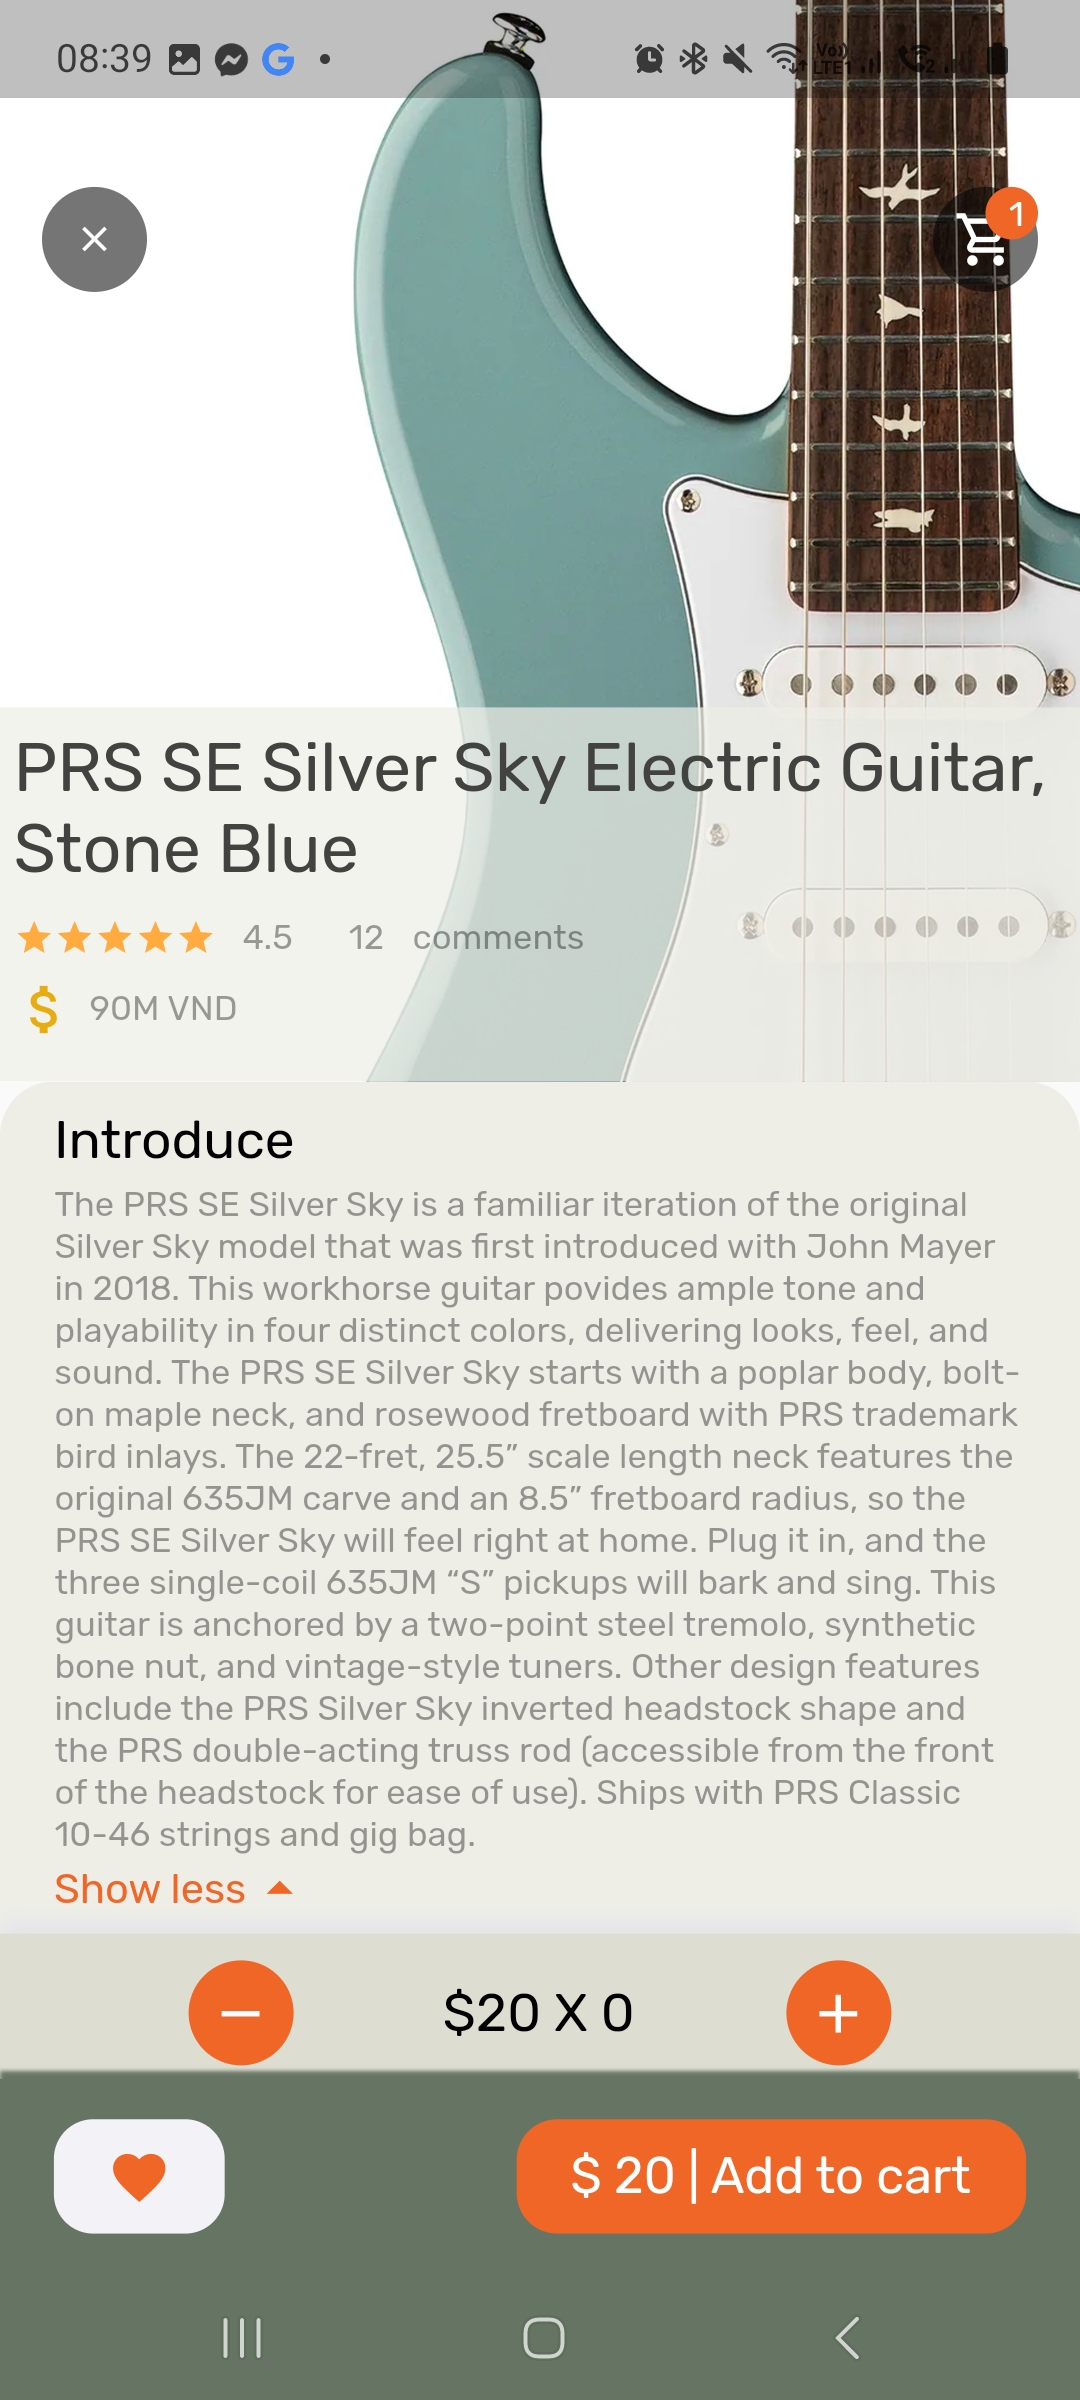 08:39
Vo))
LTE1
2
1
PRS SE Silver Sky Electric Guitar,
Stone Blue
4.5 12 comments
$ 90M VND
Introduce
The PRS SE Silver Sky is a familiar iteration of the original
Silver Sky model that was first introduced with John Mayer
in 2018. This workhorse guitar povides ample tone and
playability in four distinct colors, delivering looks, feel, and
sound. The PRS SE Silver Sky starts with a poplar body, bolt-
on maple neck, and rosewood fretboard with PRS trademark
bird inlays. The 22-fret, 25.5” scale length neck features the
original 635JM carve and an 8.5” fretboard radius, so the
PRS SE Silver Sky will feel right at home. Plug it in, and the
three single-coil 635JM “S” pickups will bark and sing. This
guitar is anchored by a two-point steel tremolo, synthetic
bone nut, and vintage-style tuners. Other design features
include the PRS Silver Sky inverted headstock shape and
the PRS double-acting truss rod (accessible from the front
of the headstock for ease of use). Ships with PRS Classic
10-46 strings and gig bag.
Show less
$20 X 0
$ 20 | Add to cart